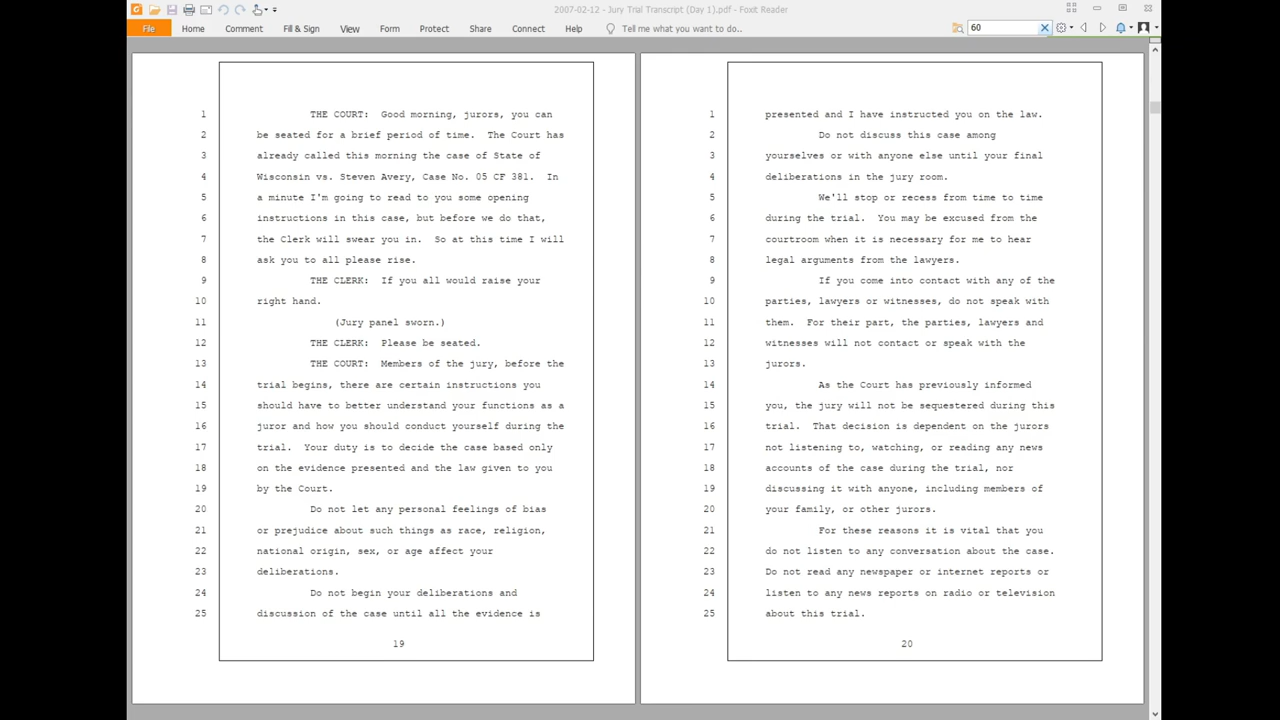 2007-02-12 - Jury Trial Transcript (Day 1).pdf - Foxit Reader
File Home Comment Fill & Sign View Form Protect Share Connect Help Tell me what you want to do.. 60
1 THE COURT: Good morning, jurors, you can
2 be seated for a brief period of time. The Court has
3 already called this morning the case of State of
4 Wisconsin vs. Steven Avery, Case No. 05 CF 381. In
5 a minute I'm going to read to you some opening
6 instructions in this case, but before we do that,
7 the Clerk will swear you in. So at this time I will
8 ask you to all please rise.
9 THE CLERK: If you all would raise your
10 right hand.
11 (Jury panel sworn.)
12 THE CLERK: Please be seated.
13 THE COURT: Members of the jury, before the
14 trial begins, there are certain instructions you
15 should have to better understand your functions as a
16 juror and how you should conduct yourself during the
17 trial. Your duty is to decide the case based only
18 on the evidence presented and the law given to you
19 by the Court.
20 Do not let any personal feelings of bias
21 or prejudice about such things as race, religion,
22 national origin, sex, or age affect your
23 deliberations.
24 Do not begin your deliberations and
25 discussion of the case until all the evidence is
19
1 presented and I have instructed you on the law.
2 Do not discuss this case among
3 yourselves or with anyone else until your final
4 deliberations in the jury room.
5 We'll stop or recess from time to time
6 during the trial. You may be excused from the
7 courtroom when it is necessary for me to hear
8 legal arguments from the lawyers.
9 If you come into contact with any of the
10 parties, lawyers or witnesses, do not speak with
11 them. For their part, the parties, lawyers and
12 witnesses will not contact or speak with the
13 jurors.
14 As the Court has previously informed
15 you, the jury will not be sequestered during this
16 trial. That decision is dependent on the jurors
17 not listening to, watching, or reading any news
18 accounts of the case during the trial, nor
19 discussing it with anyone, including members of
20 your family, or other jurors.
21 For these reasons it is vital that you
22 do not listen to any conversation about the case.
23 Do not read any newspaper or internet reports or
24 listen to any news reports on radio or television
25 about this trial.
20